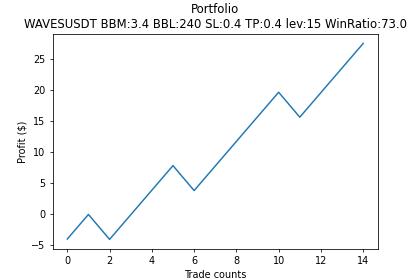 Portfolio
WAVESUSDT BBM:3.4 BBL:240 SL:0.4 TP:0.4 lev:15 WinRatio:73.0
Profit ($)
25
20
15
10
5
0
−5
0 2 4 6 8 10 12 14
Trade counts